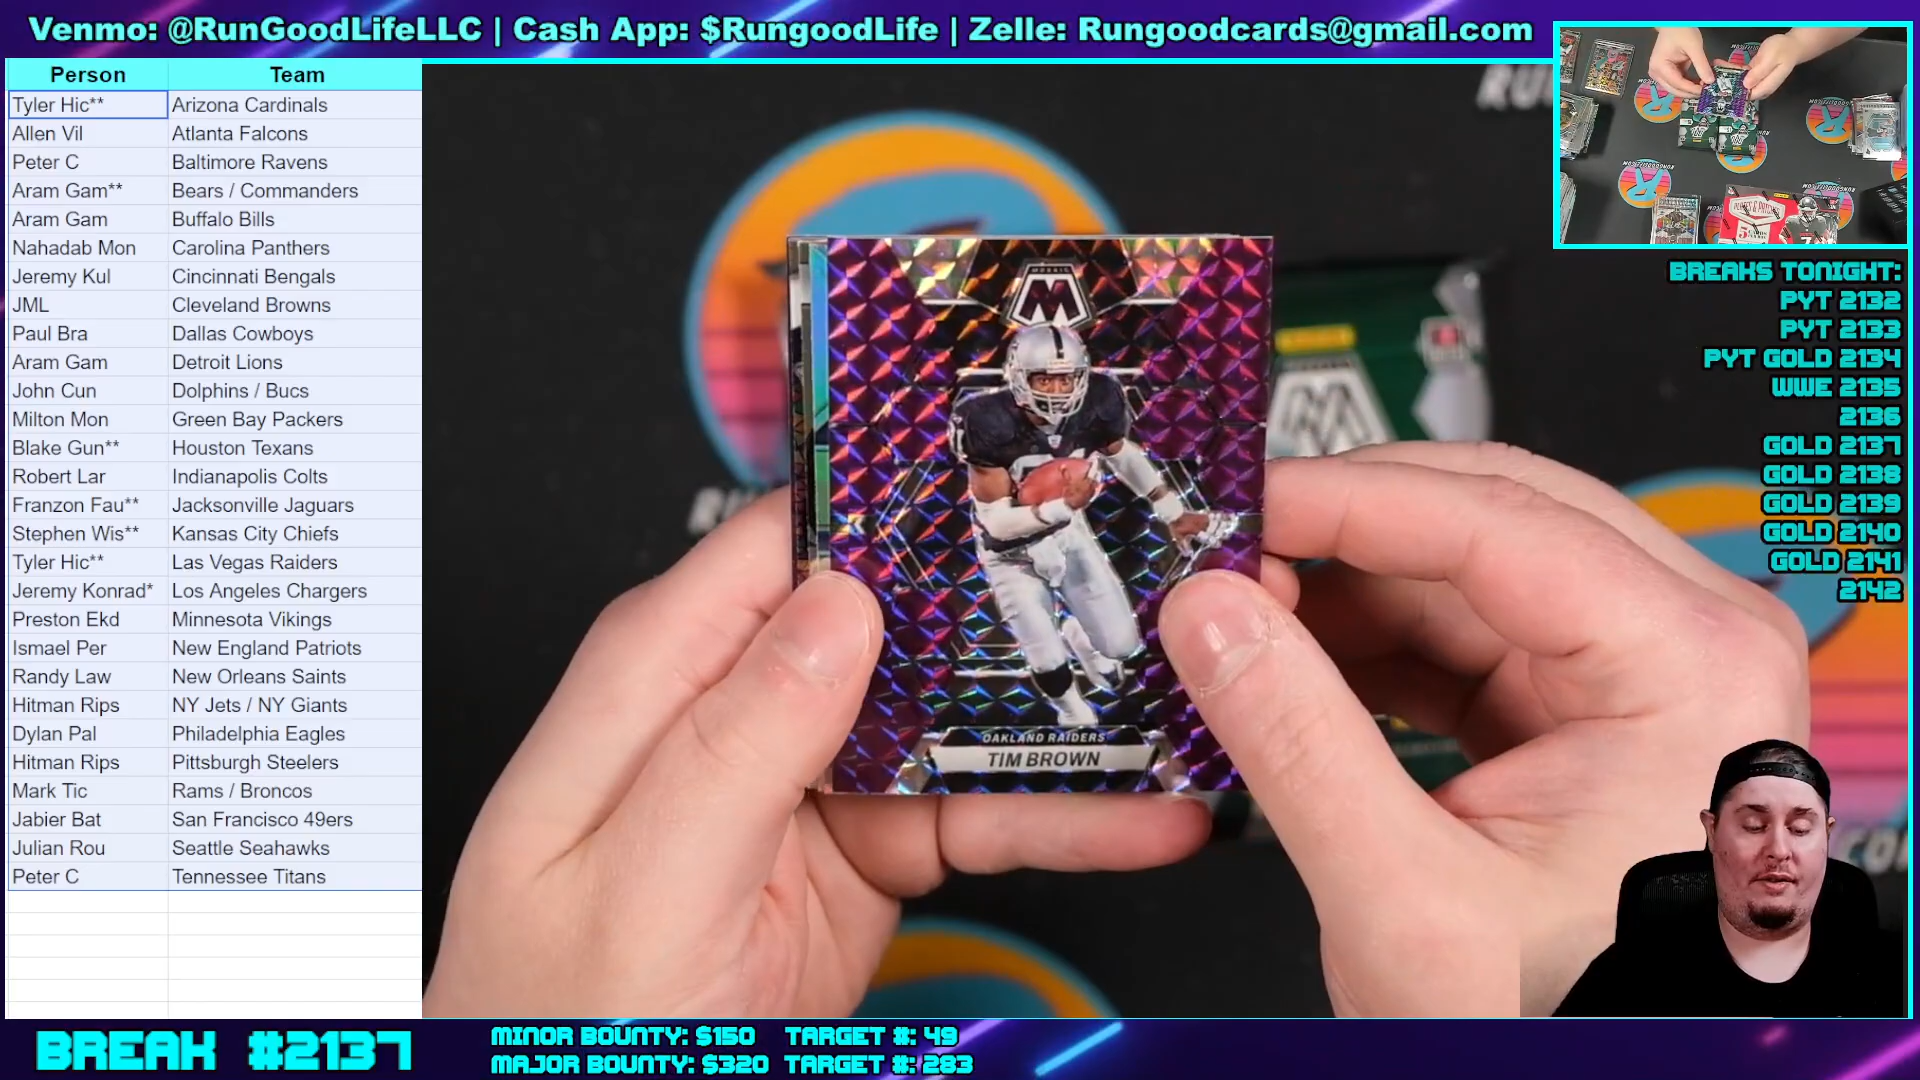 Venmo: @RunGoodLifeLLC | Cash App: $RungoodLife | Zelle: Rungoodcards@gmail.com
Person Team
Tyler Hic** Arizona Cardinals
Allen Vil Atlanta Falcons
Peter C Baltimore Ravens
Aram Gam** Bears / Commanders
Aram Gam Buffalo Bills
Nahadab Mon Carolina Panthers
Jeremy Kul Cincinnati Bengals
JML Cleveland Browns
Paul Bra Dallas Cowboys
Aram Gam Detroit Lions
John Cun Dolphins / Bucs
Milton Mon Green Bay Packers
Blake Gun** Houston Texans
Robert Lar Indianapolis Colts
Franzon Fau** Jacksonville Jaguars
Stephen Wis** Kansas City Chiefs
Tyler Hic** Las Vegas Raiders
Jeremy Konrad* Los Angeles Chargers
Preston Ekd Minnesota Vikings
Ismael Per New England Patriots
Randy Law New Orleans Saints
Hitman Rips NY Jets / NY Giants
Dylan Pal Philadelphia Eagles
Hitman Rips Pittsburgh Steelers
Mark Tic Rams / Broncos
Jabier Bat San Francisco 49ers
Julian Rou Seattle Seahawks
Peter C Tennessee Titans
MOSAIC
M
OAKLAND RAIDERS
TIM BROWN
BREAKS TONIGHT:
PYT 2132
PYT 2133
PYT GOLD 2134
WWE 2135
2136
GOLD 2137
GOLD 2138
GOLD 2139
GOLD 2140
GOLD 2141
2142
BREAK #2137
MINOR BOUNTY: $150 TARGET #: 49
MAJOR BOUNTY: $320 TARGET #: 283